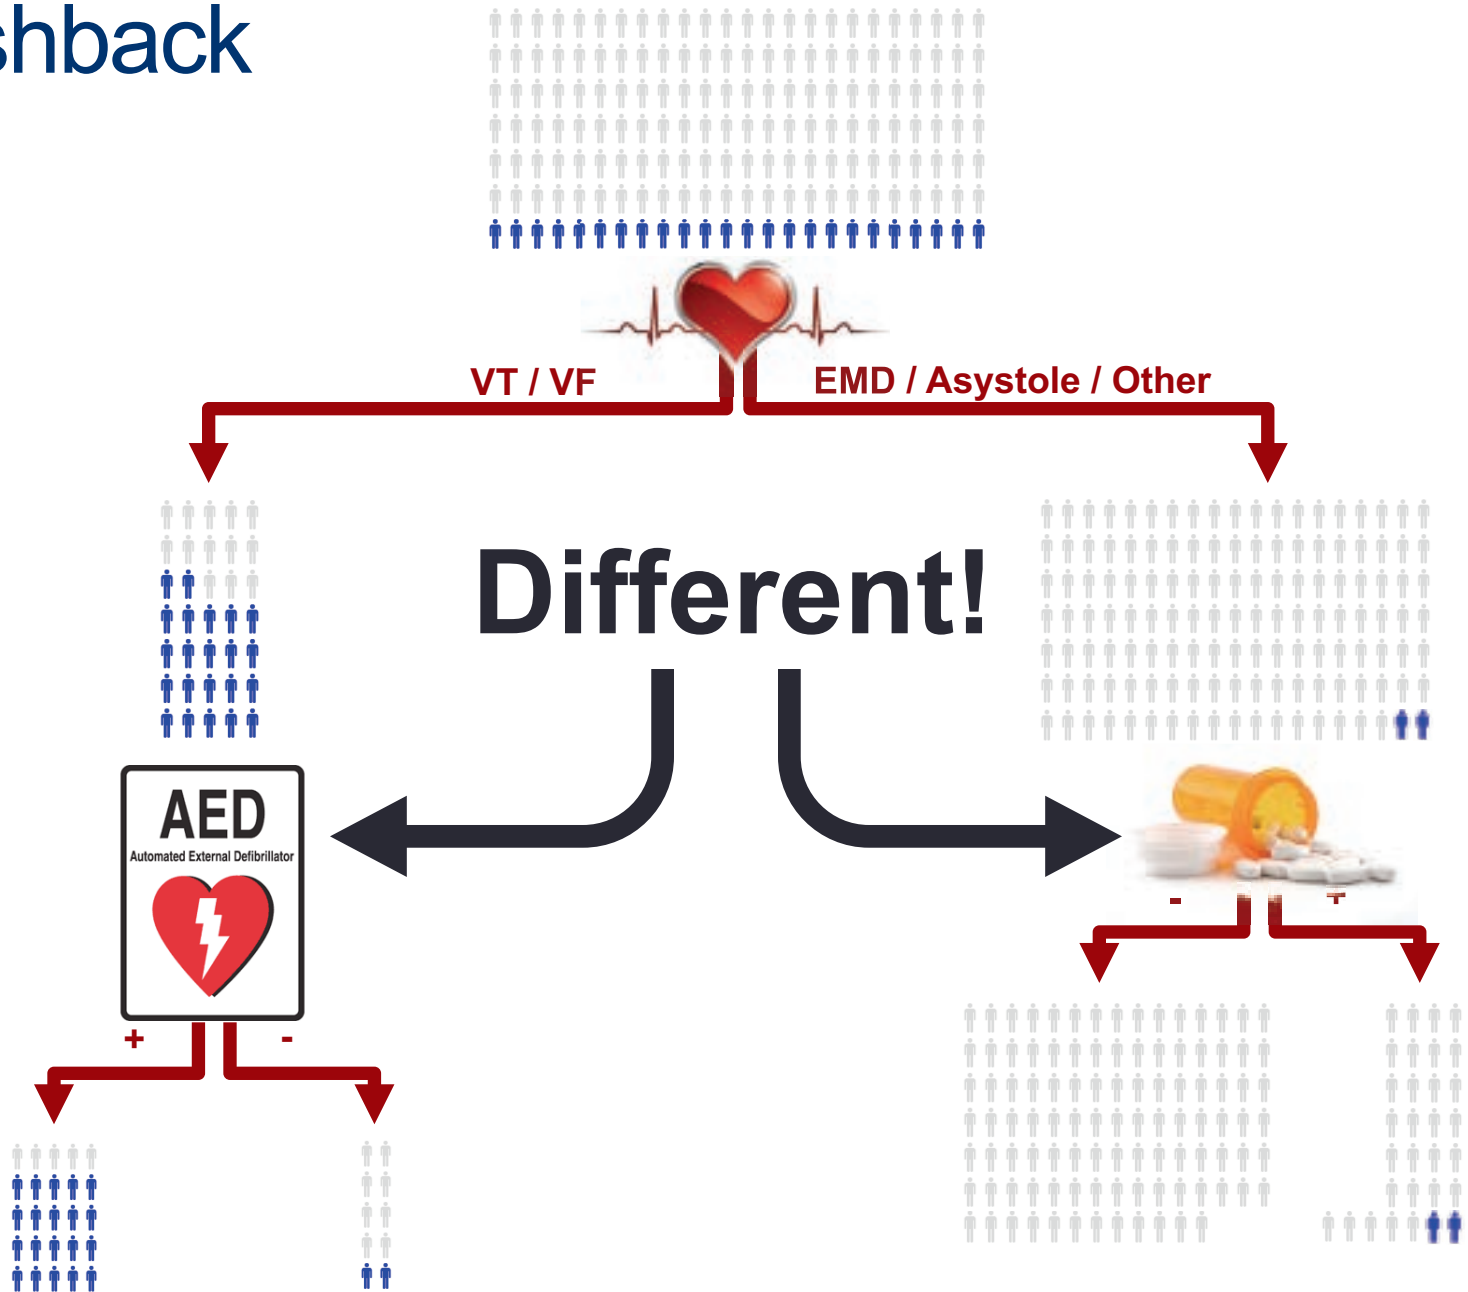 shback
VT / VF
EMD / Asystole / Other
Different!
AED
Automated External Defibrillator
- +
+ -